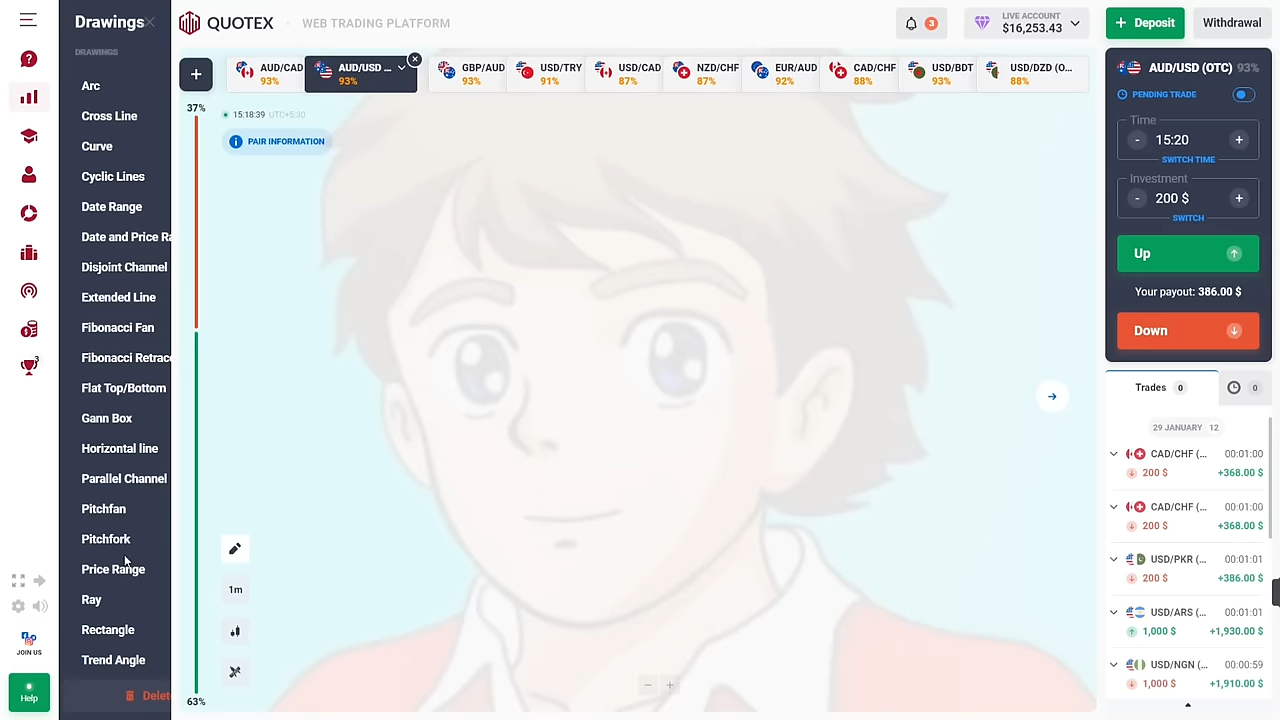 Drawings
DRAWINGS
Arc
Cross Line
Curve
Cyclic Lines
Date Range
Date and Price Ra
Disjoint Channel
Extended Line
Fibonacci Fan
Fibonacci Retrac
Flat Top/Bottom
Gann Box
Horizontal line
Parallel Channel
Pitchfan
Pitchfork
Price Range
Ray
Rectangle
Trend Angle
Delet
3
JOIN US
Help
QUOTEX
WEB TRADING PLATFORM
3
LIVE ACCOUNT
$16,253.43
+ Deposit
Withdrawal
+
AUD/CAD
93%
AUD/USD ...
93%
GBP/AUD
93%
USD/TRY
91%
USD/CAD
87%
NZD/CHF
87%
EUR/AUD
92%
CAD/CHF
88%
USD/BDT
93%
USD/DZD (O...
88%
37%
15:18:39 UTC+5:30
PAIR INFORMATION
1m
63%
− +
AUD/USD (OTC) 93%
PENDING TRADE
Time
- 15:20 +
SWITCH TIME
Investment
- 200 $ +
SWITCH
Up
Your payout: 386.00 $
Down
Trades 0
0
29 JANUARY 12
CAD/CHF (... 00:01:00
200 $ +368.00 $
CAD/CHF (... 00:01:00
200 $ +368.00 $
USD/PKR (... 00:01:01
200 $ +386.00 $
USD/ARS (... 00:01:01
1,000 $ +1,930.00 $
USD/NGN (... 00:00:59
1,000 $ +1,910.00 $